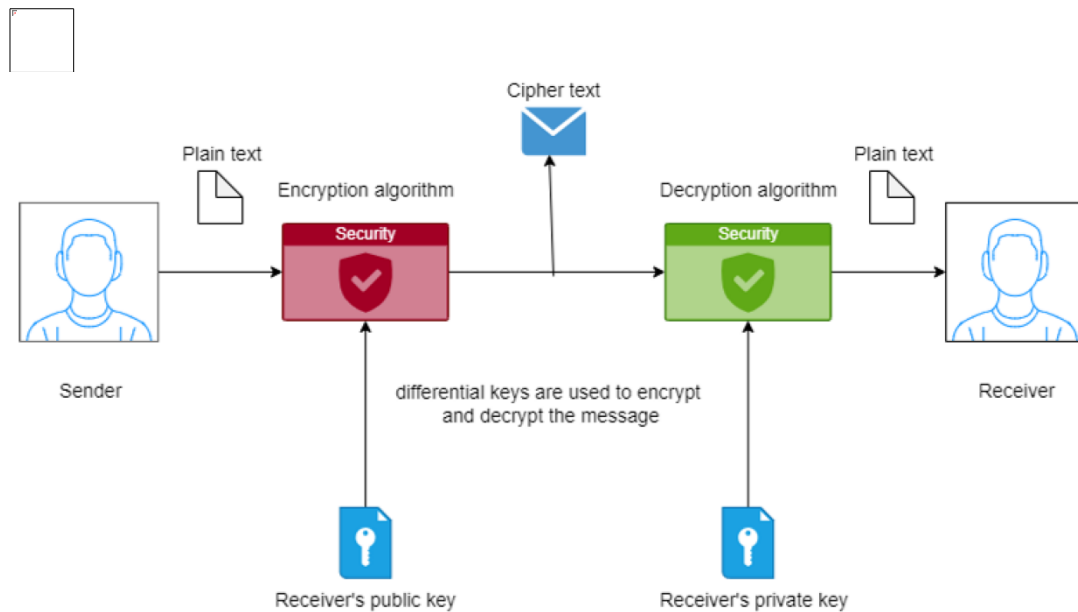 Cipher text
Plain text
Plain text
Encryption algorithm
Decryption algorithm
Security
Security
Sender
differential keys are used to encrypt
and decrypt the message
Receiver
Receiver's public key
Receiver's private key